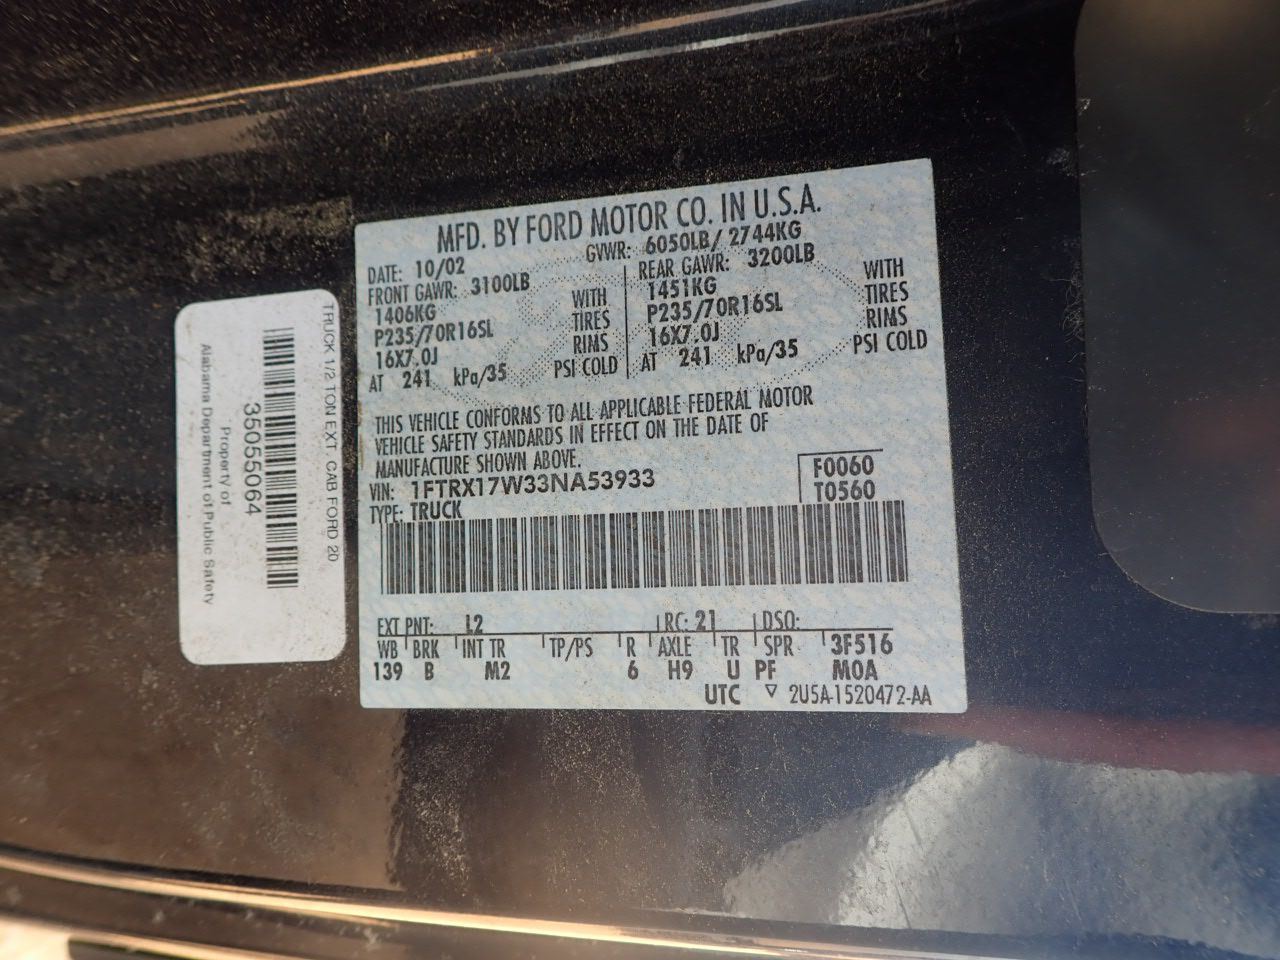 MFD. BY FORD MOTOR CO. IN U.S.A.
DATE: 10/02
GVWR: 6050LB/ 2744KG
FRONT GAWR: 3100LB
1406KG
P235/70R16SL
16X7.0J
AT 241 kPa/35
WITH
TIRES
RIMS
PSI COLD
REAR GAWR: 3200LB
1451KG
P235/70R16SL
16X7.0J
AT 241 kPa/35
WITH
TIRES
RIMS
PSI COLD
THIS VEHICLE CONFORMS TO ALL APPLICABLE FEDERAL MOTOR
VEHICLE SAFETY STANDARDS IN EFFECT ON THE DATE OF
MANUFACTURE SHOWN ABOVE.
VIN: 1FTRX17W33NA53933
TYPE: TRUCK
F0060
T0560
EXT PNT: L2 RC: 21 DSO:
WB BRK INT TR TP/PS R AXLE TR SPR 3F516
139 B M2 6 H9 U PF MOA
UTC ▽ 2U5A-1520472-AA
TRUCK 1/2 TON EXT. CAB FORD 20
35055064
Property of
Alabama Department of Public Safety